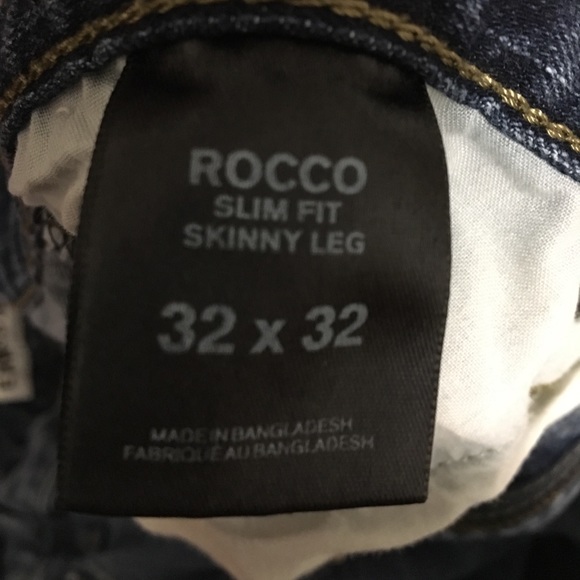 ROCCO
SLIM FIT
SKINNY LEG
32 x 32
MADE IN BANGLADESH
FABRIQUÉ AU BANGLADESH